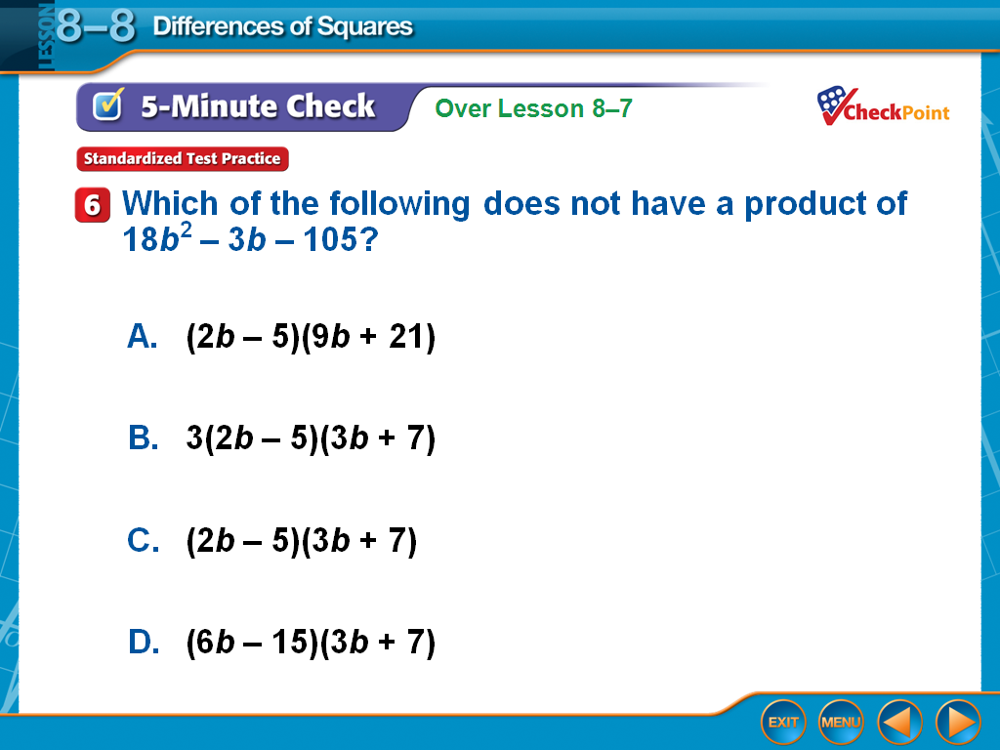 LESSON 8–8 Differences of Squares
5-Minute Check Over Lesson 8–7
CheckPoint
Standardized Test Practice
6 Which of the following does not have a product of
18b² – 3b – 105?
A. (2b – 5)(9b + 21)
B. 3(2b – 5)(3b + 7)
C. (2b – 5)(3b + 7)
D. (6b – 15)(3b + 7)
EXIT MENU